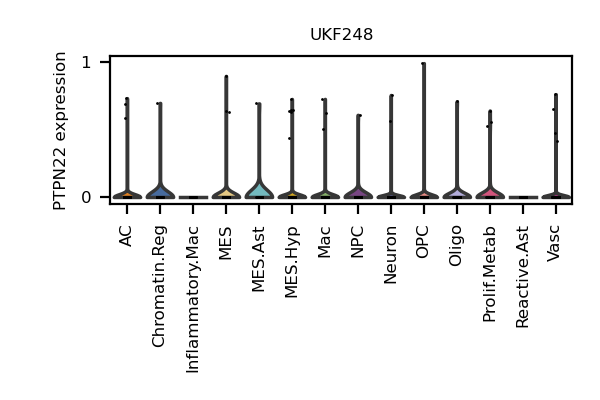 UKF248
PTPN22 expression
1
0
AC
Chromatin.Reg
Inflammatory.Mac
MES
MES.Ast
MES.Hyp
Mac
NPC
Neuron
OPC
Oligo
Prolif.Metab
Reactive.Ast
Vasc